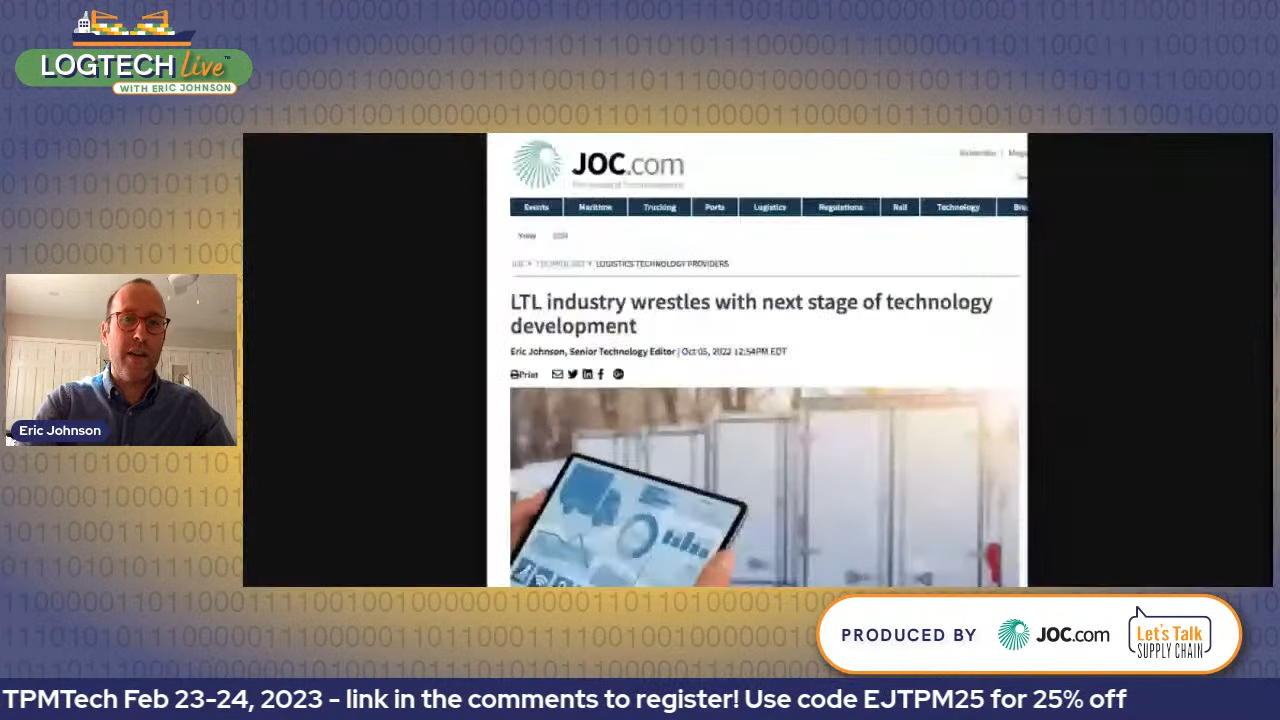 LOGTECH Live™
WITH ERIC JOHNSON
JOC.com
Events Maritime Trucking Ports Logistics Regulations Rail Technology
LOGISTICS TECHNOLOGY PROVIDERS
LTL industry wrestles with next stage of technology
development
Eric Johnson, Senior Technology Editor | Oct 05, 2022 12:54PM EDT
Print
Eric Johnson
PRODUCED BY JOC.com Let's Talk
SUPPLY CHAIN
TPMTech Feb 23-24, 2023 - link in the comments to register! Use code EJTPM25 for 25% off